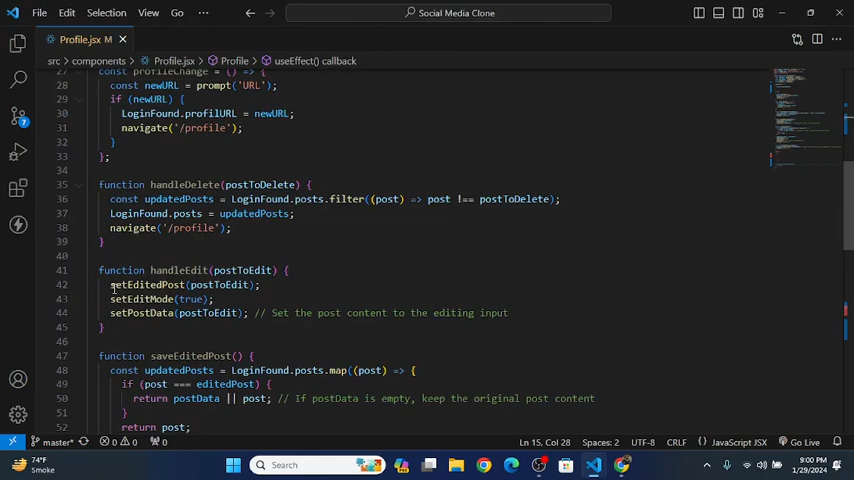 File Edit Selection View Go ···
Social Media Clone
Profile.jsx M
src > components > Profile.jsx > Profile > useEffect() callback
27 const profileChange = () => {
28 const newURL = prompt('URL');
29 if (newURL) {
30 LoginFound.profilURL = newURL;
31 navigate('/profile');
32 }
33 };
34
35 function handleDelete(postToDelete) {
36 const updatedPosts = LoginFound.posts.filter((post) => post !== postToDelete);
37 LoginFound.posts = updatedPosts;
38 navigate('/profile');
39 }
40
41 function handleEdit(postToEdit) {
42 setEditedPost(postToEdit);
43 setEditMode(true);
44 setPostData(postToEdit); // Set the post content to the editing input
45 }
46
47 function saveEditedPost() {
48 const updatedPosts = LoginFound.posts.map((post) => {
49 if (post === editedPost) {
50 return postData || post; // If postData is empty, keep the original post content
51 }
52 return post;
7
master* 0 0 0 Ln 15, Col 28 Spaces: 2 UTF-8 CRLF JavaScript JSX Go Live
74°F
Smoke
Search
9:00 PM
1/29/2024